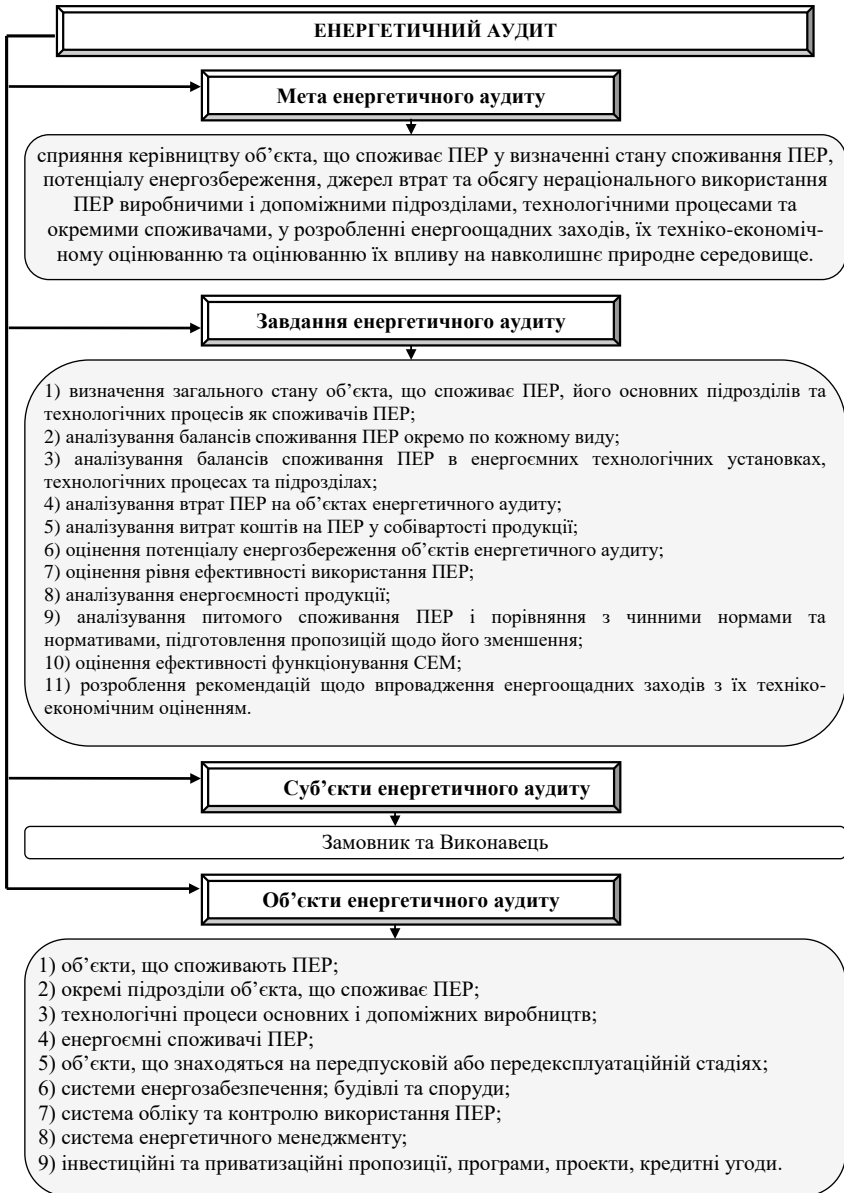 ЕНЕРГЕТИЧНИЙ АУДИТ
Мета енергетичного аудиту
сприяння керівництву об’єкта, що споживає ПЕР у визначенні стану споживання ПЕР,
потенціалу енергозбереження, джерел втрат та обсягу нераціонального використання
ПЕР виробничими і допоміжними підрозділами, технологічними процесами та
окремими споживачами, у розробленні енергоощадних заходів, їх техніко-економіч-
ному оцінюванню та оцінюванню їх впливу на навколишнє природне середовище.
Завдання енергетичного аудиту
1) визначення загального стану об’єкта, що споживає ПЕР, його основних підрозділів та
технологічних процесів як споживачів ПЕР;
2) аналізування балансів споживання ПЕР окремо по кожному виду;
3) аналізування балансів споживання ПЕР в енергоємних технологічних установках,
технологічних процесах та підрозділах;
4) аналізування втрат ПЕР на об’єктах енергетичного аудиту;
5) аналізування витрат коштів на ПЕР у собівартості продукції;
6) оцінення потенціалу енергозбереження об’єктів енергетичного аудиту;
7) оцінення рівня ефективності використання ПЕР;
8) аналізування енергоємності продукції;
9) аналізування питомого споживання ПЕР і порівняння з чинними нормами та
нормативами, підготовлення пропозицій щодо його зменшення;
10) оцінення ефективності функціонування СЕМ;
11) розроблення рекомендацій щодо впровадження енергоощадних заходів з їх техніко-
економічним оціненням.
Суб’єкти енергетичного аудиту
Замовник та Виконавець
Об’єкти енергетичного аудиту
1) об’єкти, що споживають ПЕР;
2) окремі підрозділи об’єкта, що споживає ПЕР;
3) технологічні процеси основних і допоміжних виробництв;
4) енергоємні споживачі ПЕР;
5) об’єкти, що знаходяться на передпусковій або передексплуатаційній стадіях;
6) системи енергозабезпечення; будівлі та споруди;
7) система обліку та контролю використання ПЕР;
8) система енергетичного менеджменту;
9) інвестиційні та приватизаційні пропозиції, програми, проекти, кредитні угоди.